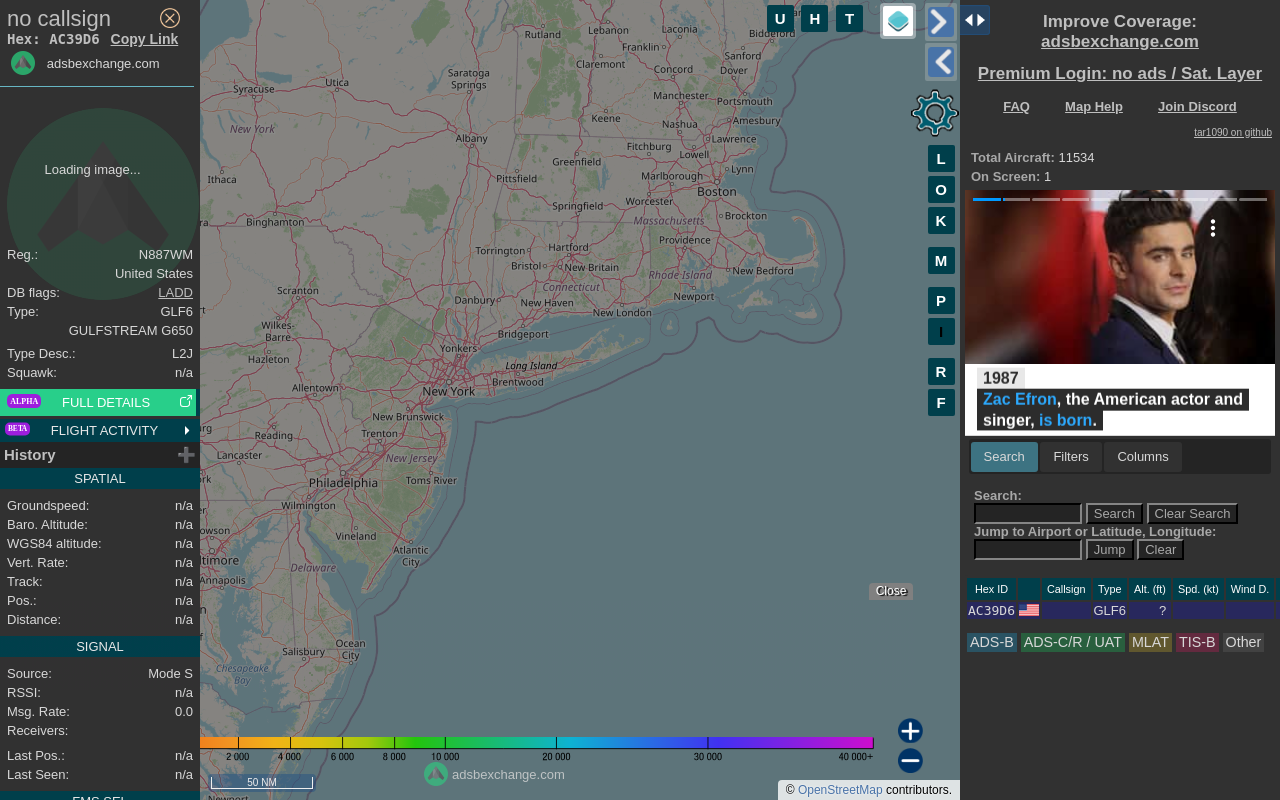 no callsign
Hex: AC39D6 Copy Link
adsbexchange.com
Loading image...
Reg.: N887WM
United States
DB flags: LADD
Type: GLF6
GULFSTREAM G650
Type Desc.: L2J
Squawk: n/a
ALPHA FULL DETAILS
BETA FLIGHT ACTIVITY
History
SPATIAL
Groundspeed: n/a
Baro. Altitude: n/a
WGS84 altitude: n/a
Vert. Rate: n/a
Track: n/a
Pos.: n/a
Distance: n/a
SIGNAL
Source: Mode S
RSSI: n/a
Msg. Rate: 0.0
Receivers:
Last Pos.: n/a
Last Seen: n/a
FMS SEL
Rutland
Lebanon
Laconia
Biddeford
Franklin
Claremont
Sanford
Concord
Dover
Saratoga
Springs
Utica
Syracuse
Manchester
Portsmouth
Keene
Amesbury
New York
Nashua
Albany
Lawrence
Fitchburg
Lowell
Greenfield
Lynn
Ithaca
Pittsfield
Marlborough
Boston
Worcester
Springfield
Brockton
Binghamton
Massachusetts
Torrington
Hartford
Providence
Bristol
New Britain
New Bedford
Rhode Island
Connecticut
Scranton
Danbury
New Haven
Newport
New London
Wilkes-
Barre
Bridgeport
Yonkers
Hazleton
Long Island
Brentwood
Allentown
New York
New Brunswick
Reading
Trenton
Lancaster
New Jersey
Toms River
Philadelphia
Wilmington
Vineland
Atlantic
City
Delaware
Annapolis
Ocean
City
Salisbury
Chesapeake
Bay
Newport
2 000 4 000 6 000 8 000 10 000 20 000 30 000 40 000+
50 NM
adsbexchange.com
© OpenStreetMap contributors.
Close
U H T
L
O
K
M
P
I
R
F
Improve Coverage:
adsbexchange.com
Premium Login: no ads / Sat. Layer
FAQ Map Help Join Discord
tar1090 on github
Total Aircraft: 11534
On Screen: 1
1987
Zac Efron, the American actor and
singer, is born.
Search Filters Columns
Search:
Search Clear Search
Jump to Airport or Latitude, Longitude:
Jump Clear
Hex ID Callsign Type Alt. (ft) Spd. (kt) Wind D.
AC39D6 GLF6 ?
ADS-B ADS-C/R / UAT MLAT TIS-B Other